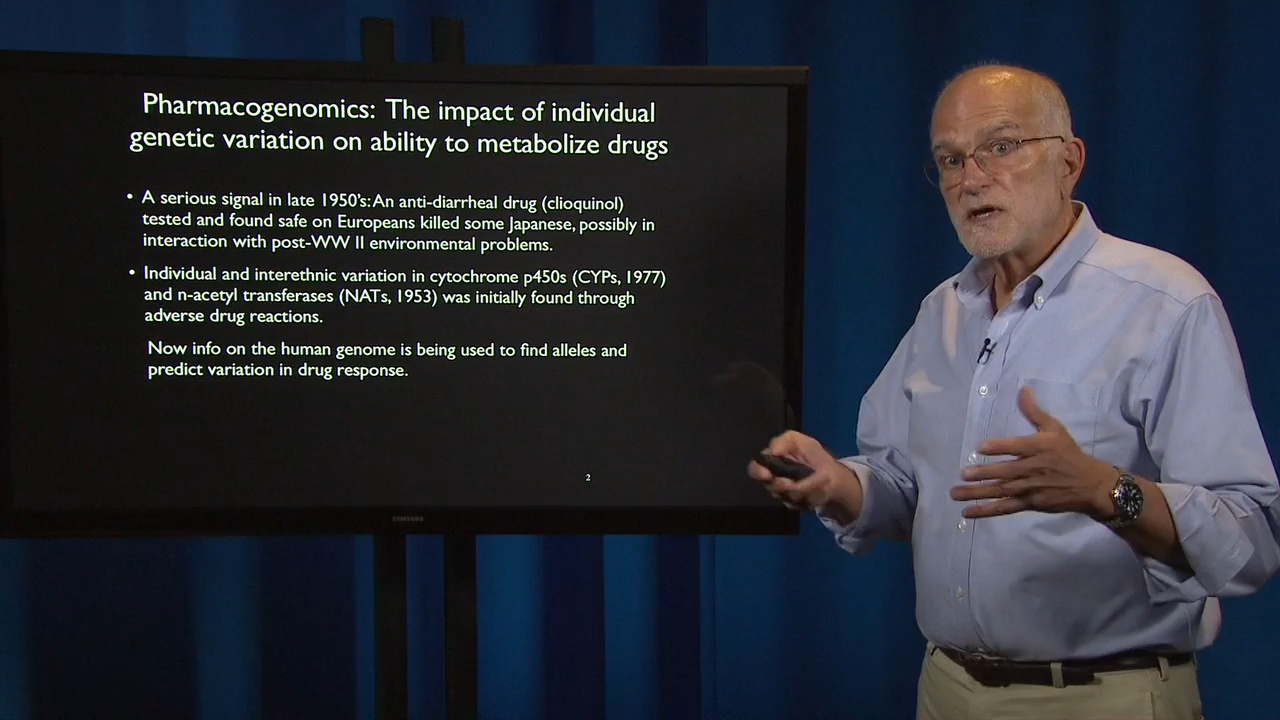 Pharmacogenomics: The impact of individual
genetic variation on ability to metabolize drugs
• A serious signal in late 1950's: An anti-diarrheal drug (clioquinol)
tested and found safe on Europeans killed some Japanese, possibly in
interaction with post-WW II environmental problems.
• Individual and interethnic variation in cytochrome p450s (CYPs, 1977)
and n-acetyl transferases (NATs, 1953) was initially found through
adverse drug reactions.
Now info on the human genome is being used to find alleles and
predict variation in drug response.
2
SAMSUNG